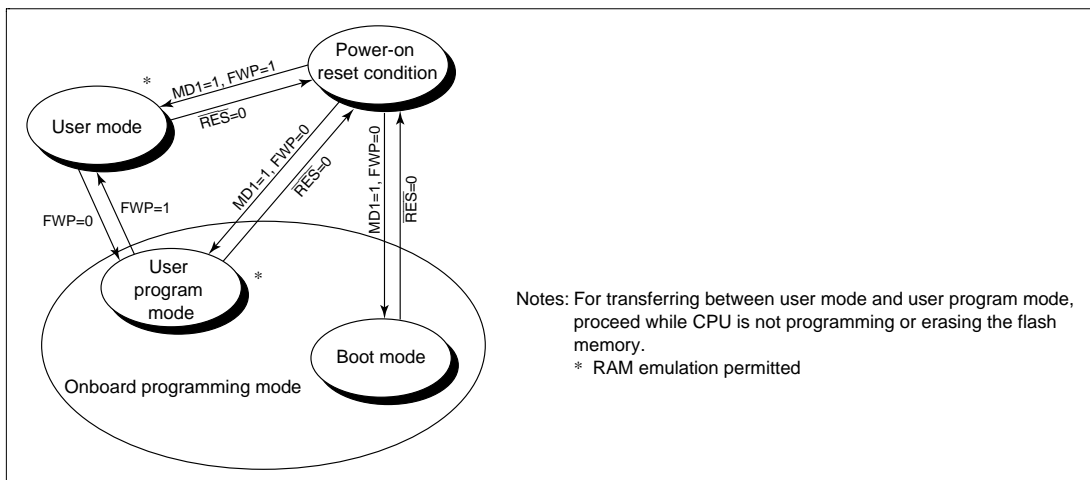 Power-on
reset condition
MD1=1, FWP=1
RES=0
*
User mode
MD1=1, FWP=0
RES=0
MD1=1, FWP=0
RES=0
FWP=0
FWP=1
User
program
mode
*
Boot mode
Onboard programming mode
Notes: For transferring between user mode and user program mode,
proceed while CPU is not programming or erasing the flash
memory.
* RAM emulation permitted